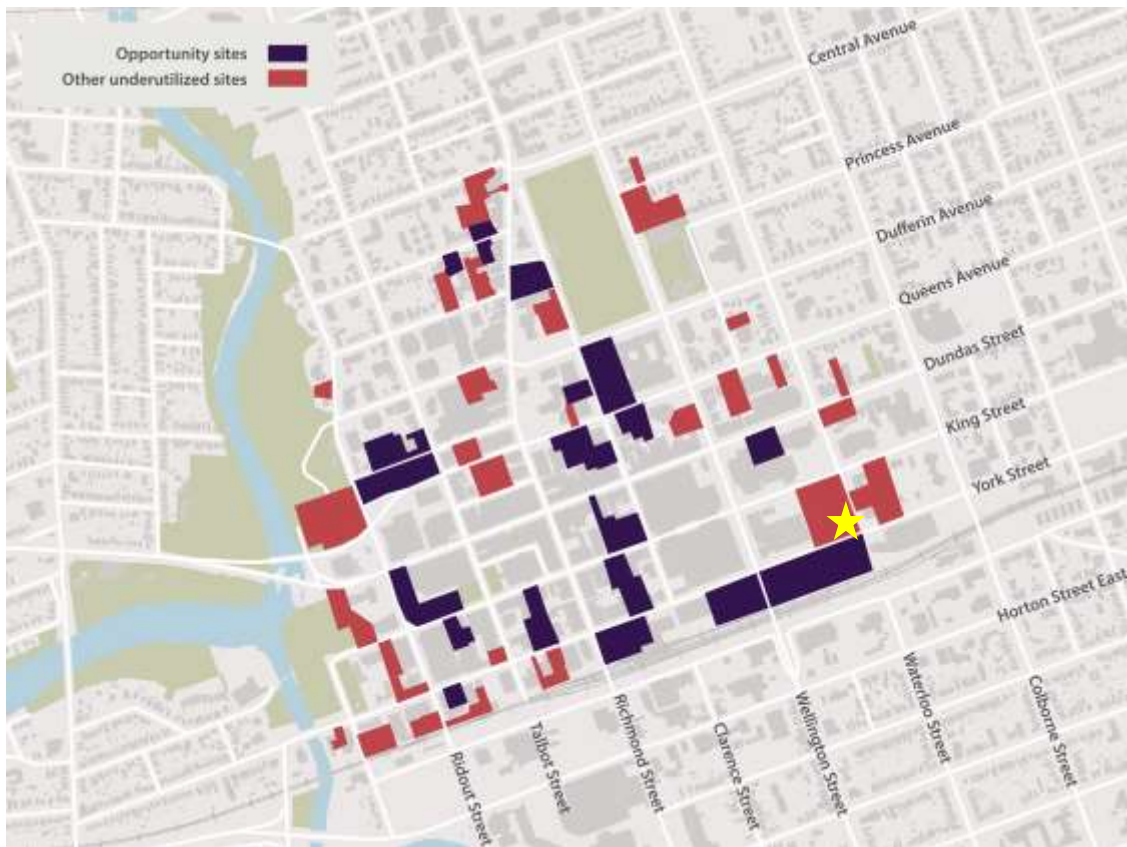 Opportunity sites
Other underutilized sites
Central Avenue
Princess Avenue
Dufferin Avenue
Queens Avenue
Dundas Street
King Street
York Street
Horton Street East
Ridout Street
Talbot Street
Richmond Street
Clarence Street
Wellington Street
Waterloo Street
Colborne Street